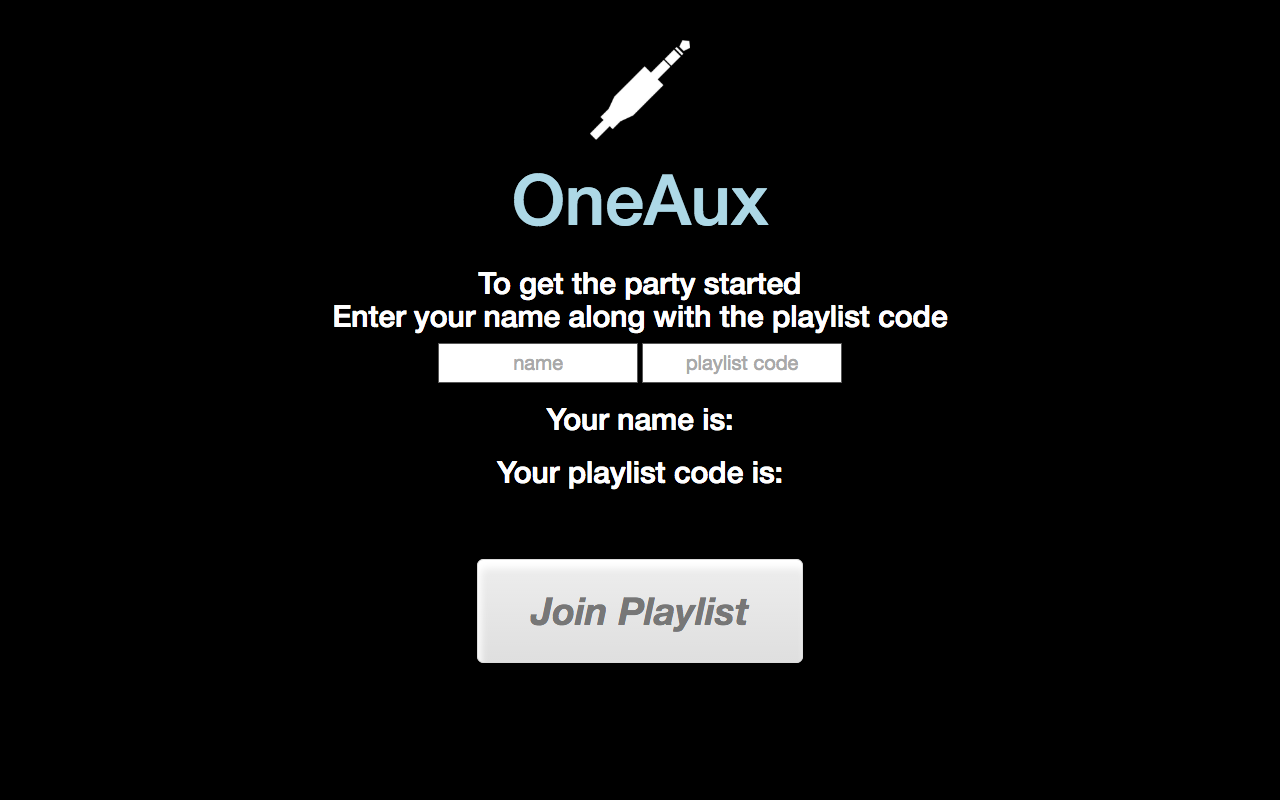 OneAux
To get the party started
Enter your name along with the playlist code
name playlist code
Your name is:
Your playlist code is:
Join Playlist